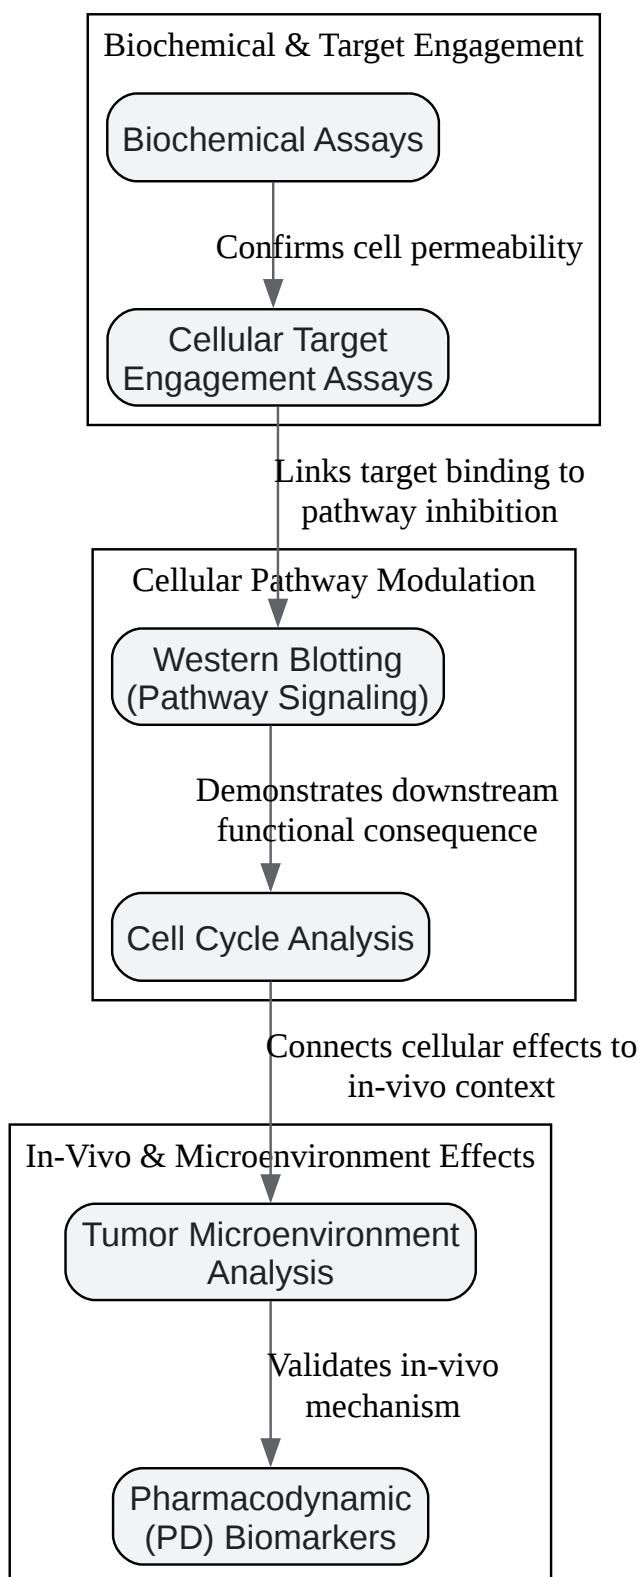 Biochemical & Target Engagement
Biochemical Assays
Confirms cell permeability
Cellular Target
Engagement Assays
Links target binding to
pathway inhibition
Cellular Pathway Modulation
Western Blotting
(Pathway Signaling)
Demonstrates downstream
functional consequence
Cell Cycle Analysis
Connects cellular effects to
in-vivo context
In-Vivo & Microenvironment Effects
Tumor Microenvironment
Analysis
Validates in-vivo
mechanism
Pharmacodynamic
(PD) Biomarkers